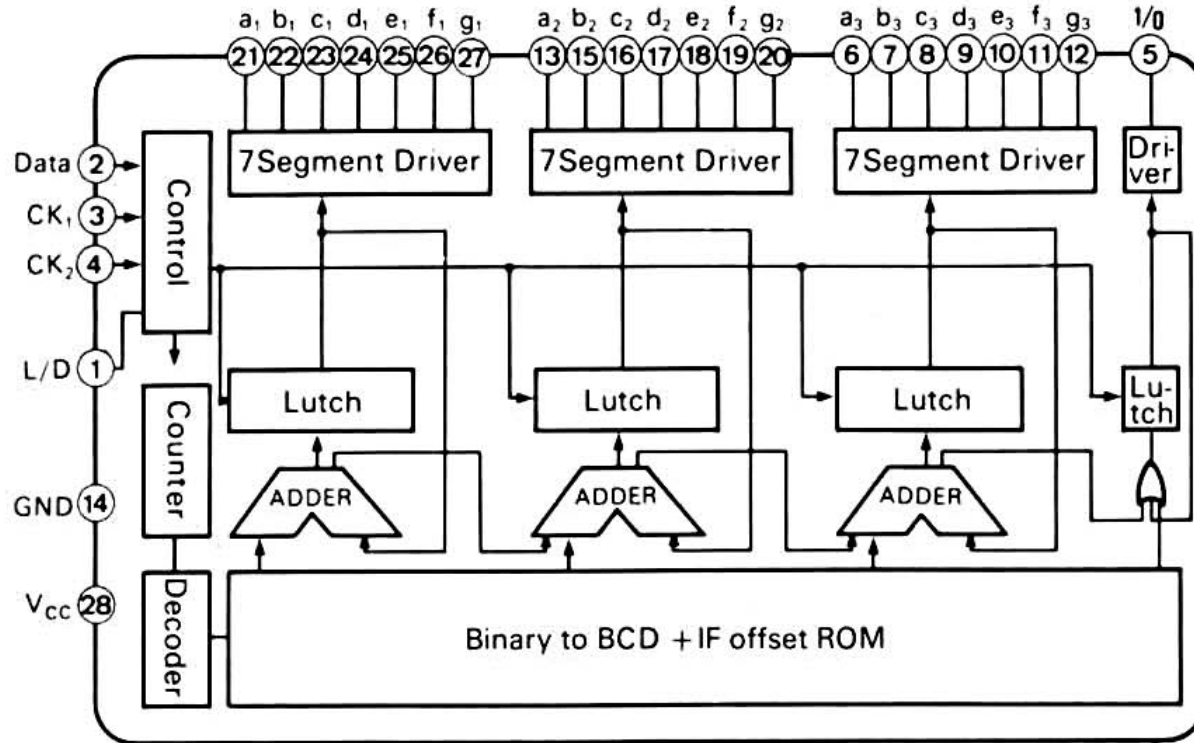 a₁ b₁ c₁ d₁ e₁ f₁ g₁ a₂ b₂ c₂ d₂ e₂ f₂ g₂ a₃ b₃ c₃ d₃ e₃ f₃ g₃ 1/0
21 22 23 24 25 26 27 13 15 16 17 18 19 20 6 7 8 9 10 11 12 5
Data 2
CK₁ 3
CK₂ 4
L/D 1
GND 14
V_CC 28
Control
Counter
Decoder
7Segment Driver
7Segment Driver
7Segment Driver
Dri-
ver
Lutch
Lutch
Lutch
Lu-
tch
ADDER
ADDER
ADDER
Binary to BCD + IF offset ROM